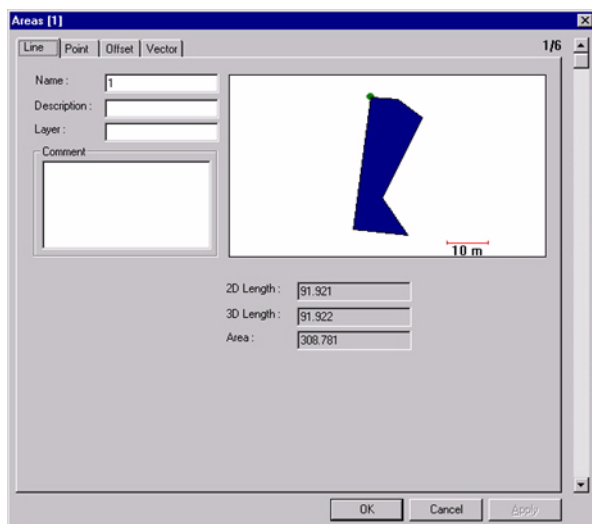 Areas [1]
Line Point Offset Vector 1/6
Name : 1
Description :
Layer :
Comment
10 m
2D Length : 91.921
3D Length : 91.922
Area : 308.781
OK Cancel Apply